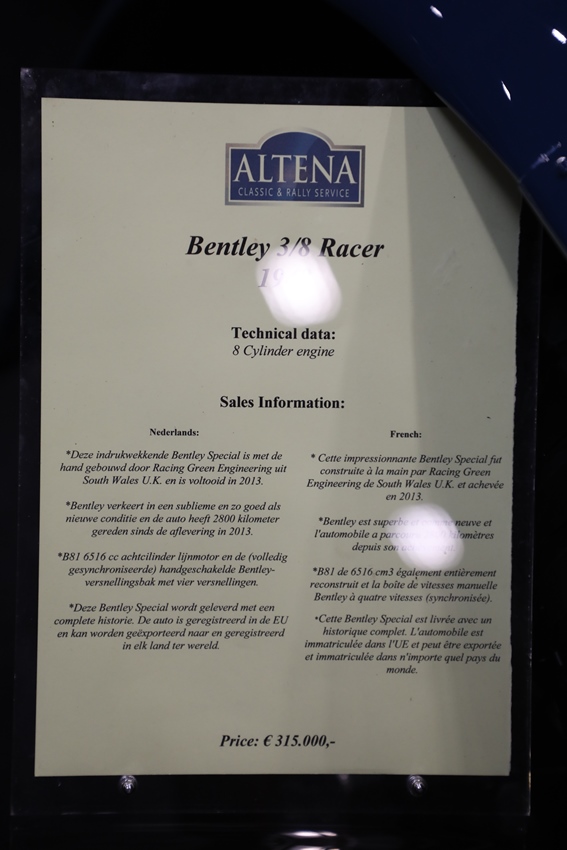 ALTENA
CLASSIC & RALLY SERVICE
Bentley 3/8 Racer
Technical data:
8 Cylinder engine
Sales Information:
Nederlands:
*Deze indrukwekkende Bentley Special is met de
hand gebouwd door Racing Green Engineering uit
South Wales U.K. en is voltooid in 2013.
*Bentley verkeert in een sublieme en zo goed als
nieuwe conditie en de auto heeft 2800 kilometer
gereden sinds de aflevering in 2013.
*B81 6516 cc achtcilinder lijnmotor en de (volledig
gesynchroniseerde) handgeschakelde Bentley-
versnellingsbak met vier versnellingen.
*Deze Bentley Special wordt geleverd met een
complete historie. De auto is geregistreerd in de EU
en kan worden geëxporteerd naar en geregistreerd
in elk land ter wereld.
French:
* Cette impressionnante Bentley Special fut
construite à la main par Racing Green
Engineering de South Wales U.K. et achevée
en 2013.
*Bentley est superbe neuve et
l'automobile a kilomètres
depuis son
*B81 de 6516 cm3 également entièrement
reconstruit et la boîte de vitesses manuelle
Bentley à quatre vitesses (synchronisée).
*Cette Bentley Special est livrée avec un
historique complet. L'automobile est
immatriculée dans l'UE et peut être exportée
et immatriculée dans n'importe quel pays du
monde.
Price: € 315.000,-